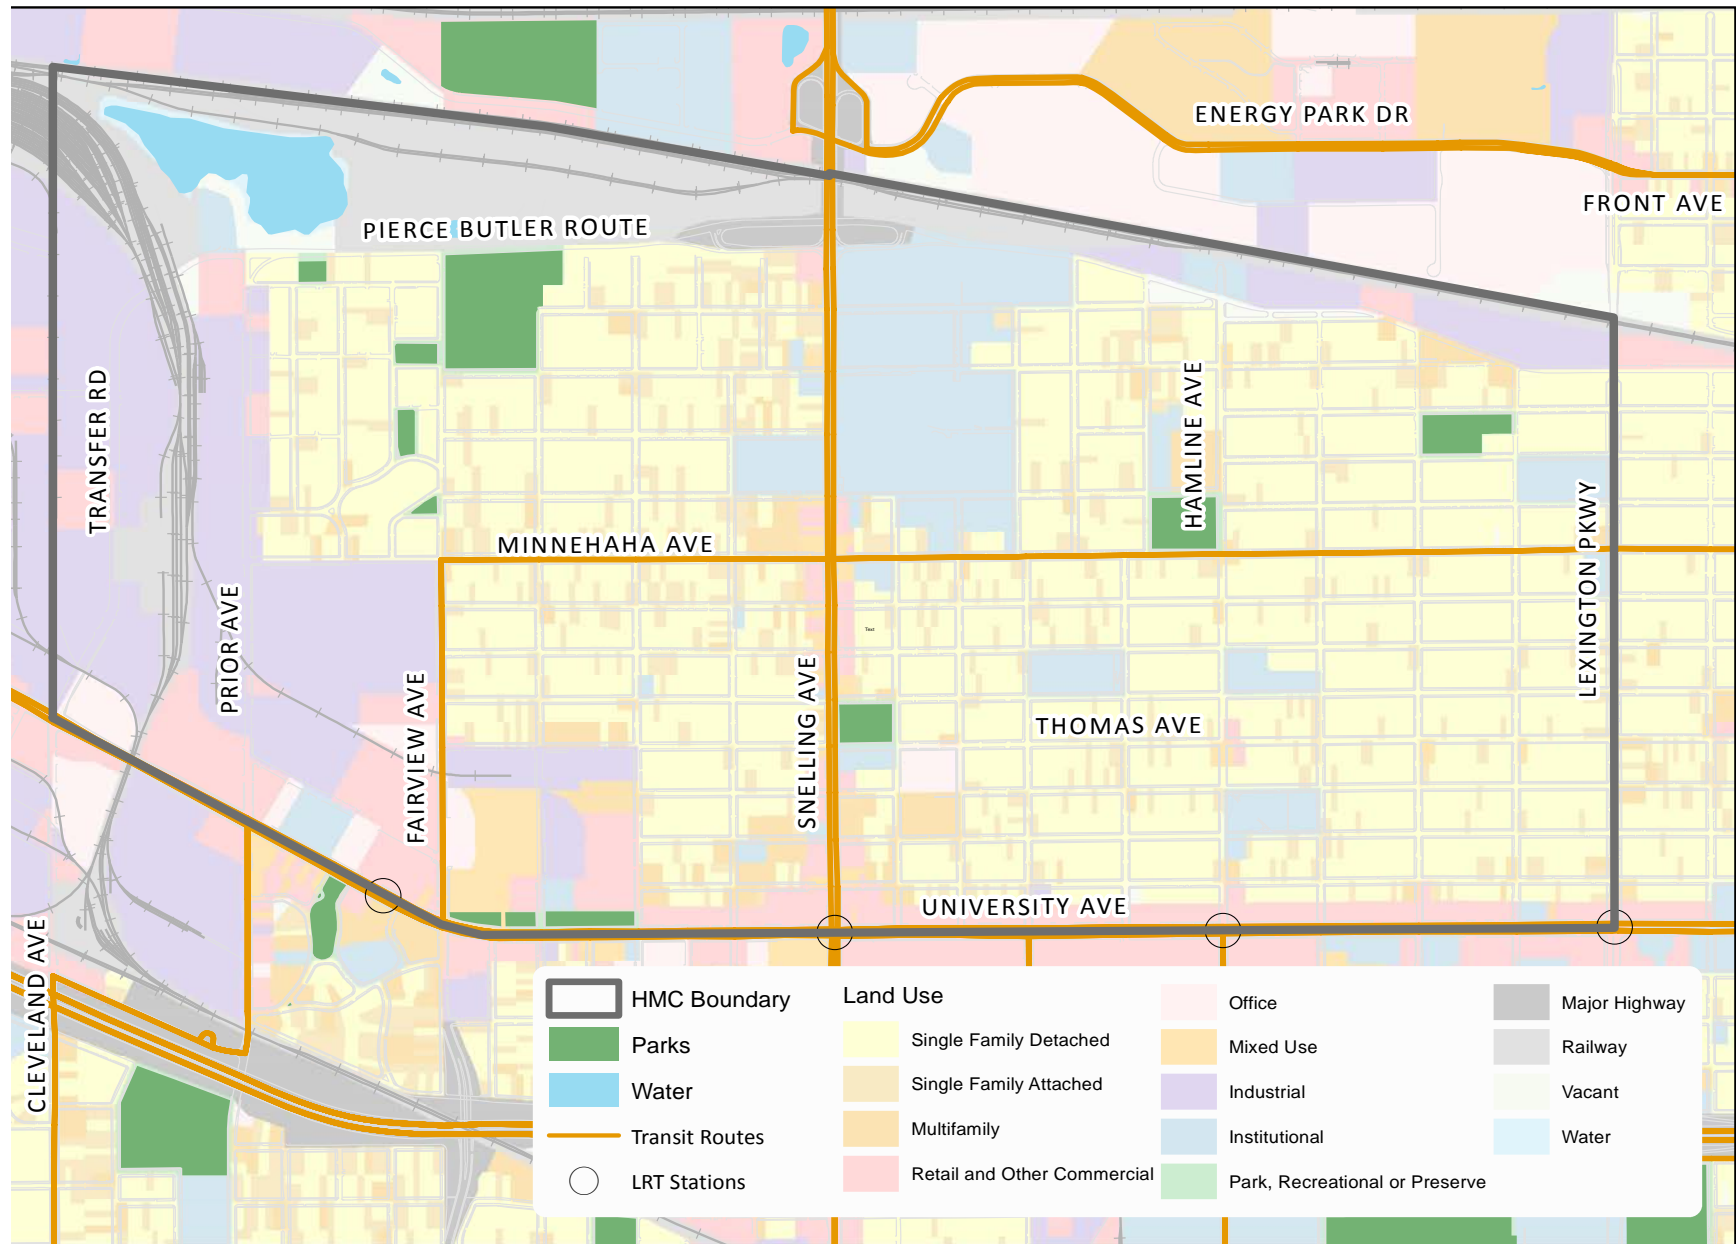 ENERGY PARK DR
FRONT AVE
PIERCE BUTLER ROUTE
TRANSFER RD
HAMLINE AVE
MINNEHAHA AVE
LEXINGTON PKWY
PRIOR AVE
Text
FAIRVIEW AVE
SNELLING AVE
THOMAS AVE
UNIVERSITY AVE
CLEVELAND AVE
HMC Boundary
Parks
Water
Transit Routes
LRT Stations
Land Use
Single Family Detached
Single Family Attached
Multifamily
Retail and Other Commercial
Office
Mixed Use
Industrial
Institutional
Park, Recreational or Preserve
Major Highway
Railway
Vacant
Water